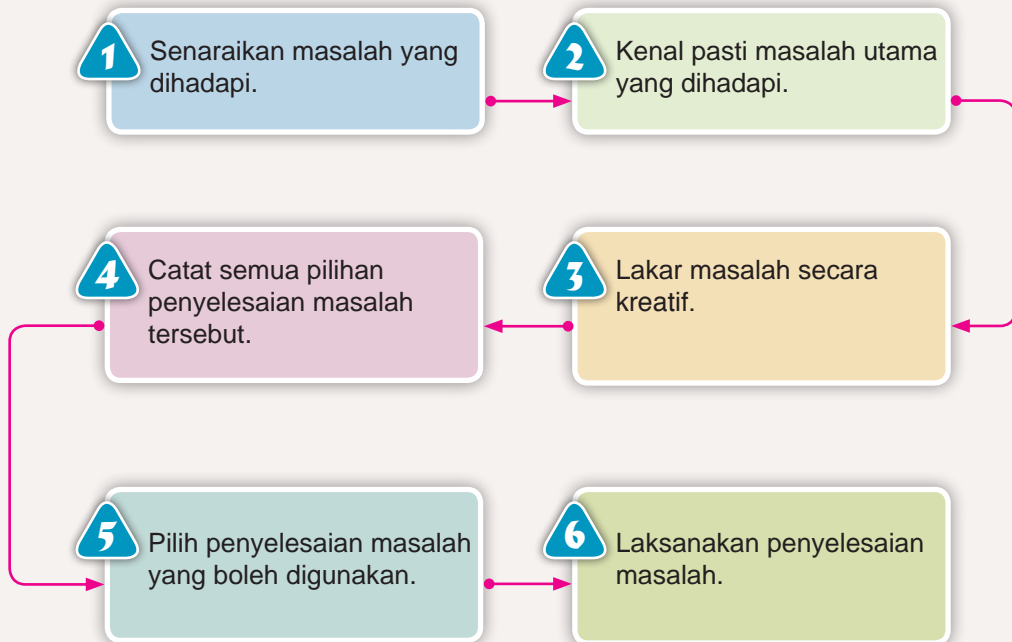 1
Senaraikan masalah yang
dihadapi.
2
Kenal pasti masalah utama
yang dihadapi.
3
Lakar masalah secara
kreatif.
4
Catat semua pilihan
penyelesaian masalah
tersebut.
5
Pilih penyelesaian masalah
yang boleh digunakan.
6
Laksanakan penyelesaian
masalah.